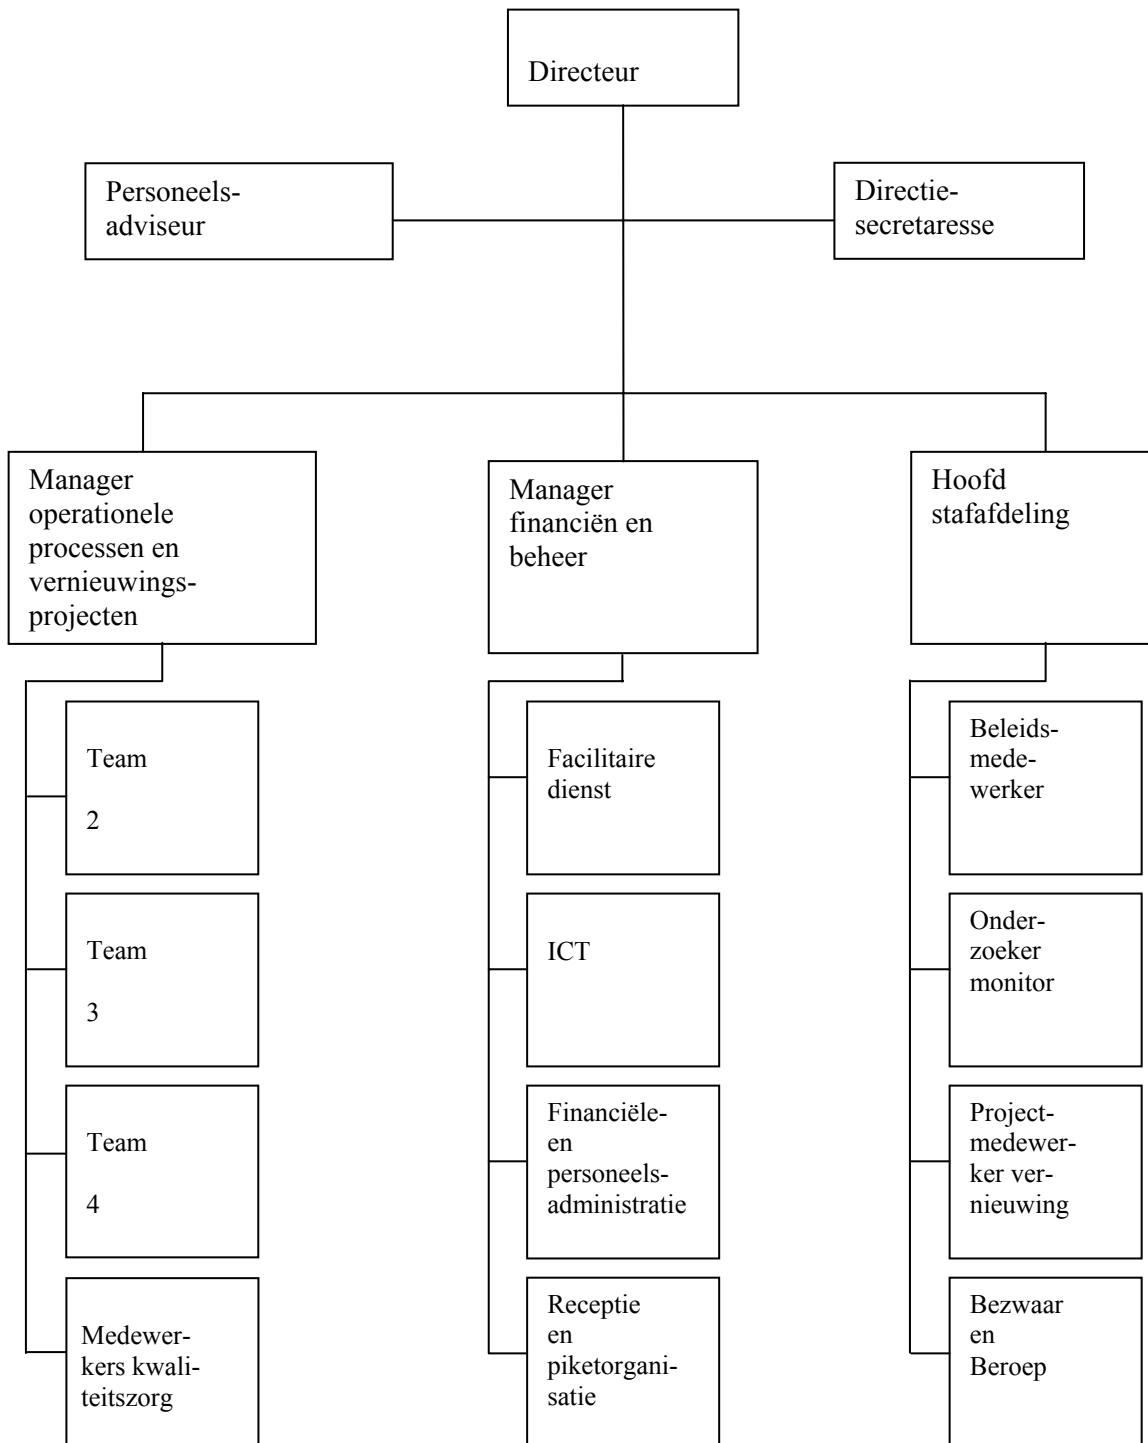 Directeur
Personeels-
adviseur
Directie-
secretaresse
Manager
operationele
processen en
vernieuwings-
projecten
Manager
financiën en
beheer
Hoofd
stafafdeling
Team
2
Team
3
Team
4
Medewer-
kers kwali-
teitszorg
Facilitaire
dienst
ICT
Financiële-
en
personeels-
administratie
Receptie
en
piketorgani-
satie
Beleids-
mede-
werker
Onder-
zoeker
monitor
Project-
medewer-
ker ver-
nieuwing
Bezwaar
en
Beroep